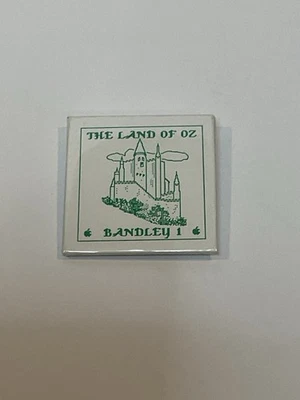 THE LAND OF OZ
BANDLEY 1